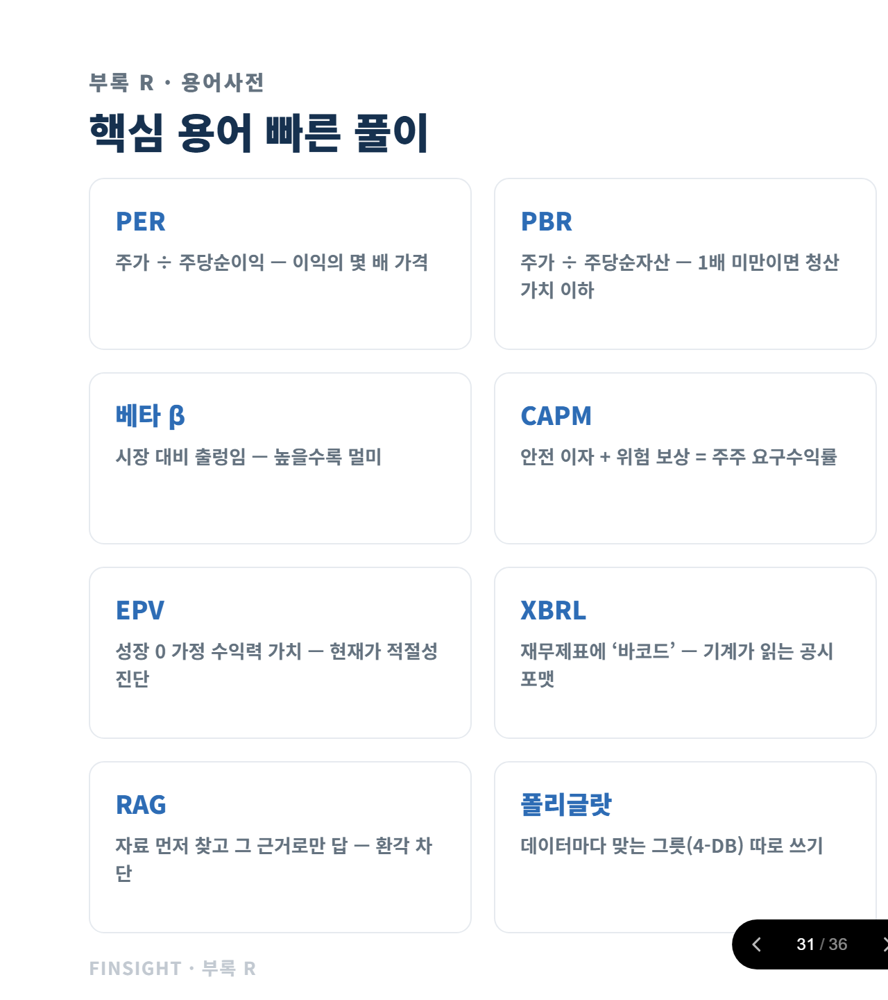 부록 R · 용어사전
핵심 용어 빠른 풀이
PER
주가 ÷ 주당순이익 — 이익의 몇 배 가격
PBR
주가 ÷ 주당순자산 — 1배 미만이면 청산
가치 이하
베타 β
시장 대비 출렁임 — 높을수록 멀미
CAPM
안전 이자 + 위험 보상 = 주주 요구수익률
EPV
성장 0 가정 수익력 가치 — 현재가 적절성
진단
XBRL
재무제표에 ‘바코드’ — 기계가 읽는 공시
포맷
RAG
자료 먼저 찾고 그 근거로만 답 — 환각 차
단
폴리글랏
데이터마다 맞는 그릇(4-DB) 따로 쓰기
31 / 36
FINSIGHT · 부록 R